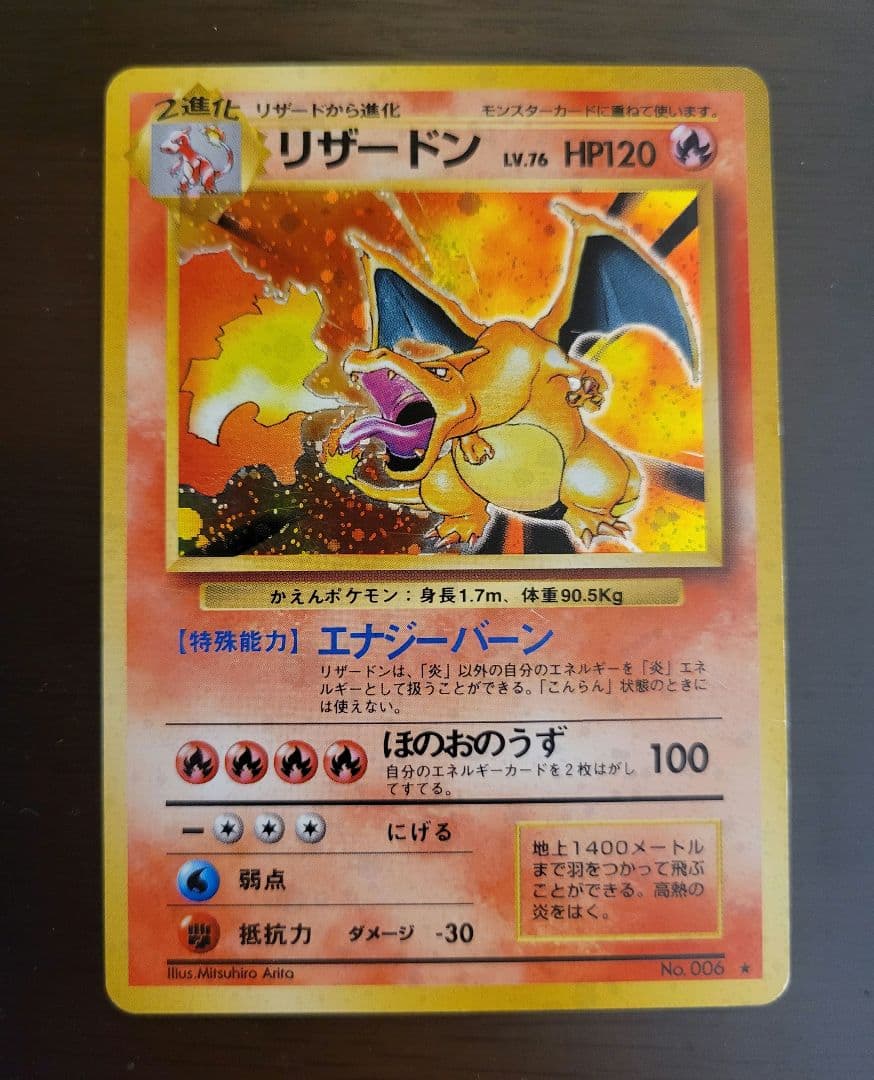 2進化 リザードから進化 モンスターカードに重ねて使います。
リザードン LV.76 HP120
かえんポケモン：身長1.7m、体重90.5Kg
【特殊能力】エナジーバーン
リザードンは、「炎」以外の自分のエネルギーを「炎」エネ
ルギーとして扱うことができる。「こんらん」状態のときに
は使えない。
ほのおのうず 100
自分のエネルギーカードを2枚はがし
てすてる。
ー にげる
弱点
抵抗力 ダメージ -30
地上1400メートル
まで羽をつかって飛ぶ
ことができる。高熱の
炎をはく。
Illus.Mitsuhiro Arita
No. 006 ★